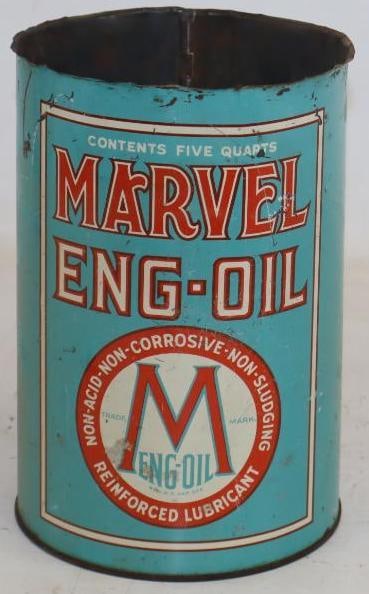 CONTENTS FIVE QUARTS
MARVEL
ENG-OIL
NON-ACID-NON-CORROSIVE-NON-SLUDGING
TRADE MARK
M
ENG-OIL
REINFORCED LUBRICANT